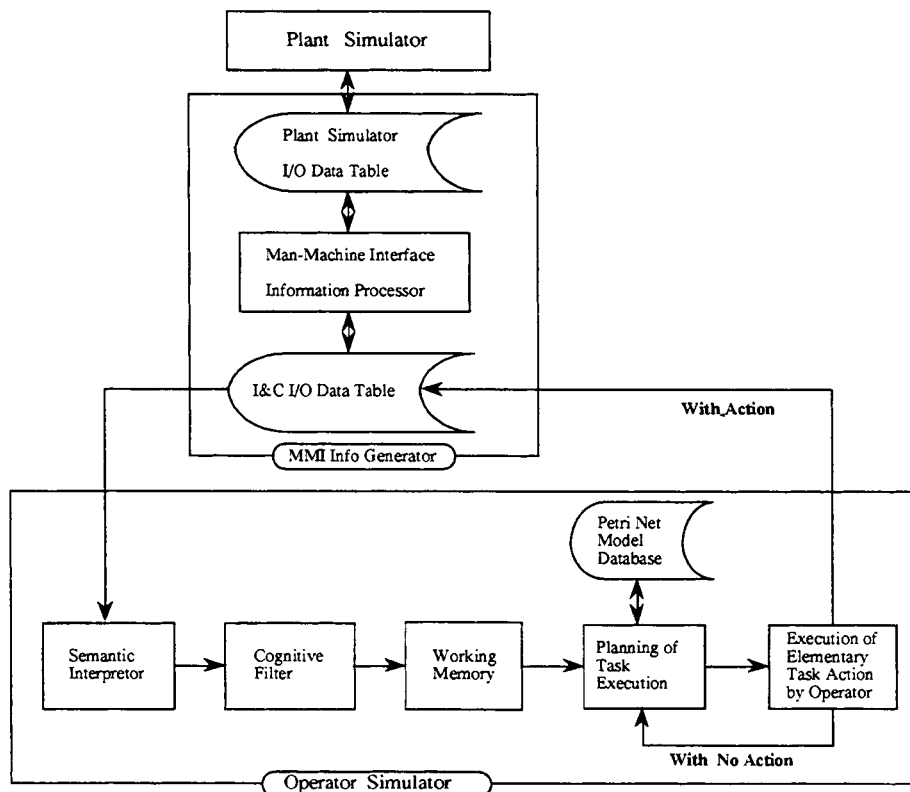 Plant Simulator
Plant Simulator
I/O Data Table
Man-Machine Interface
Information Processor
I&C I/O Data Table
With Action
MMI Info Generator
Petri Net
Model
Database
Semantic
Interpretor
Cognitive
Filter
Working
Memory
Planning of
Task
Execution
Execution of
Elementary
Task Action
by Operator
With No Action
Operator Simulator